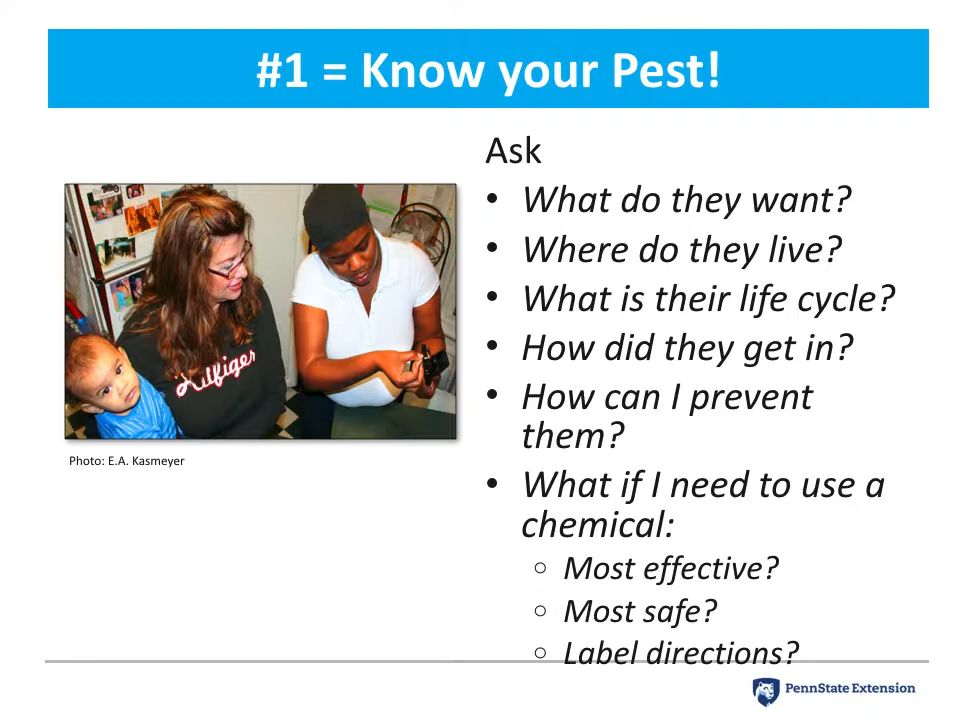 #1 = Know your Pest!
Ask
• What do they want?
• Where do they live?
• What is their life cycle?
• How did they get in?
• How can I prevent
them?
• What if I need to use a
chemical:
○ Most effective?
○ Most safe?
○ Label directions?
Hilfiger
Photo: E.A. Kasmeyer
PennState Extension